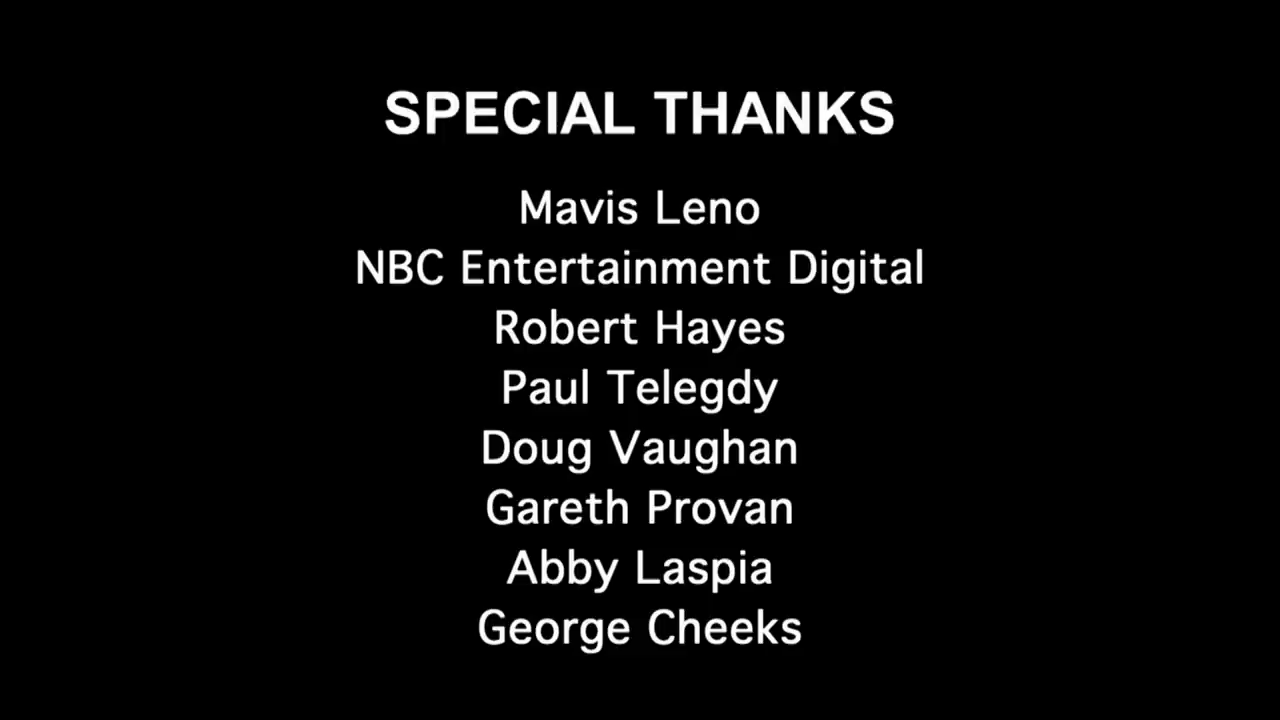 SPECIAL THANKS
Mavis Leno
NBC Entertainment Digital
Robert Hayes
Paul Telegdy
Doug Vaughan
Gareth Provan
Abby Laspia
George Cheeks